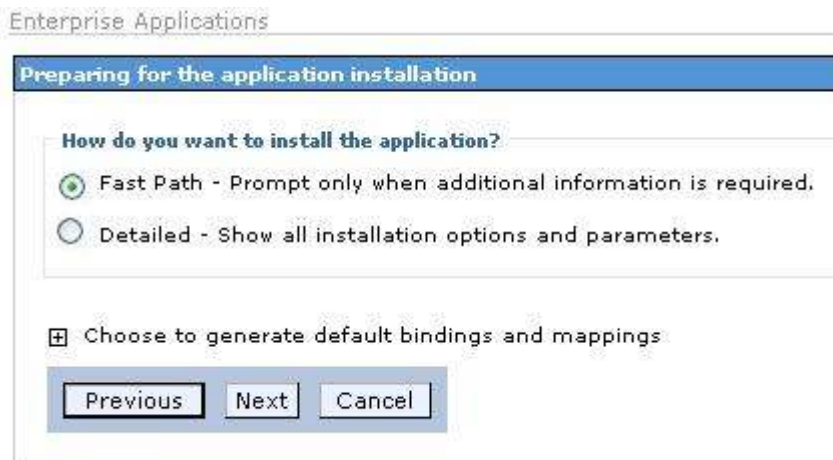 Enterprise Applications
Preparing for the application installation
How do you want to install the application?
Fast Path - Prompt only when additional information is required.
Detailed - Show all installation options and parameters.
Choose to generate default bindings and mappings
Previous Next Cancel